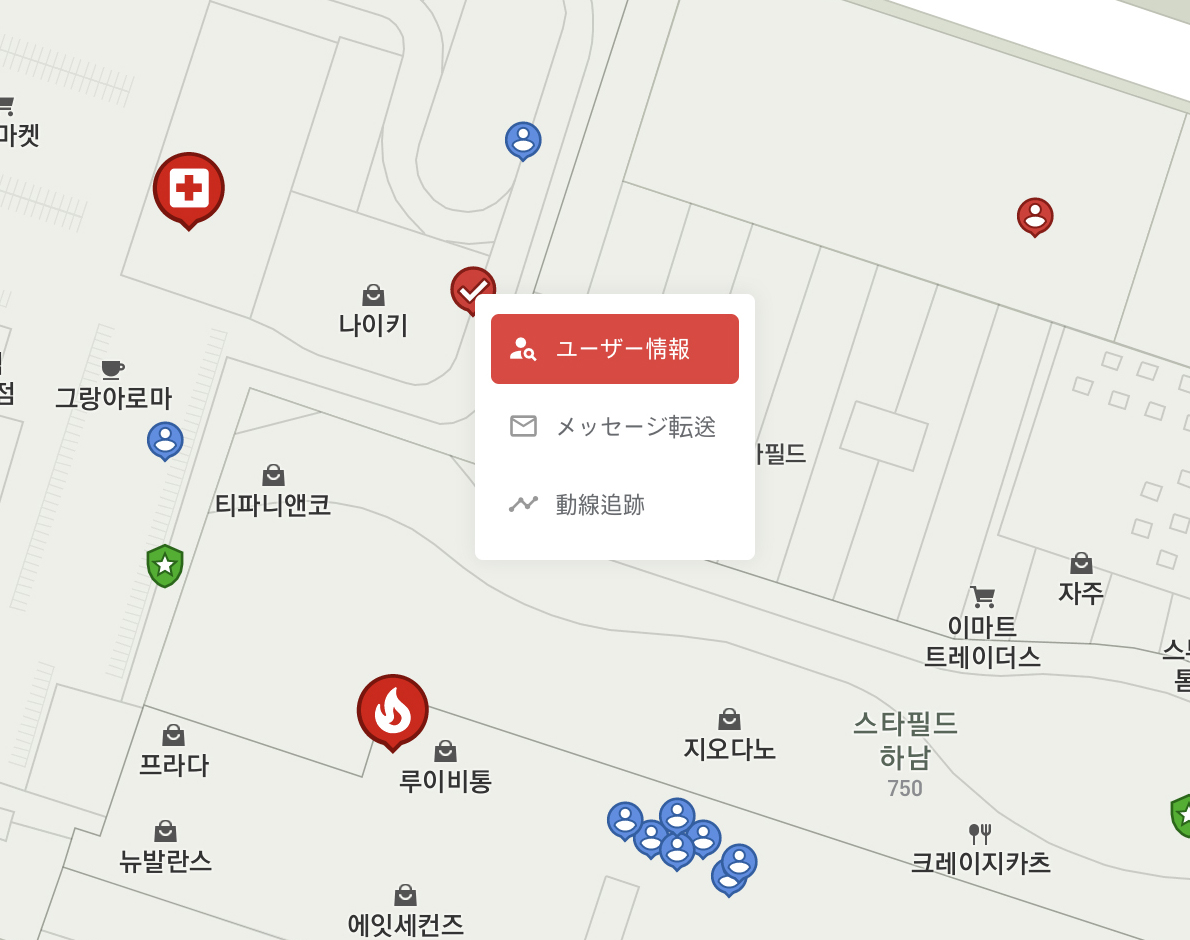 마켓
나이키
ユーザー情報
그랑아로마
점
メッセージ転送
필드
티파니앤코
動線追跡
자주
이마트
트레이더스
스타필드
하남
750
지오다노
프라다
루이비통
뉴발란스
크레이지카츠
에잇세컨즈